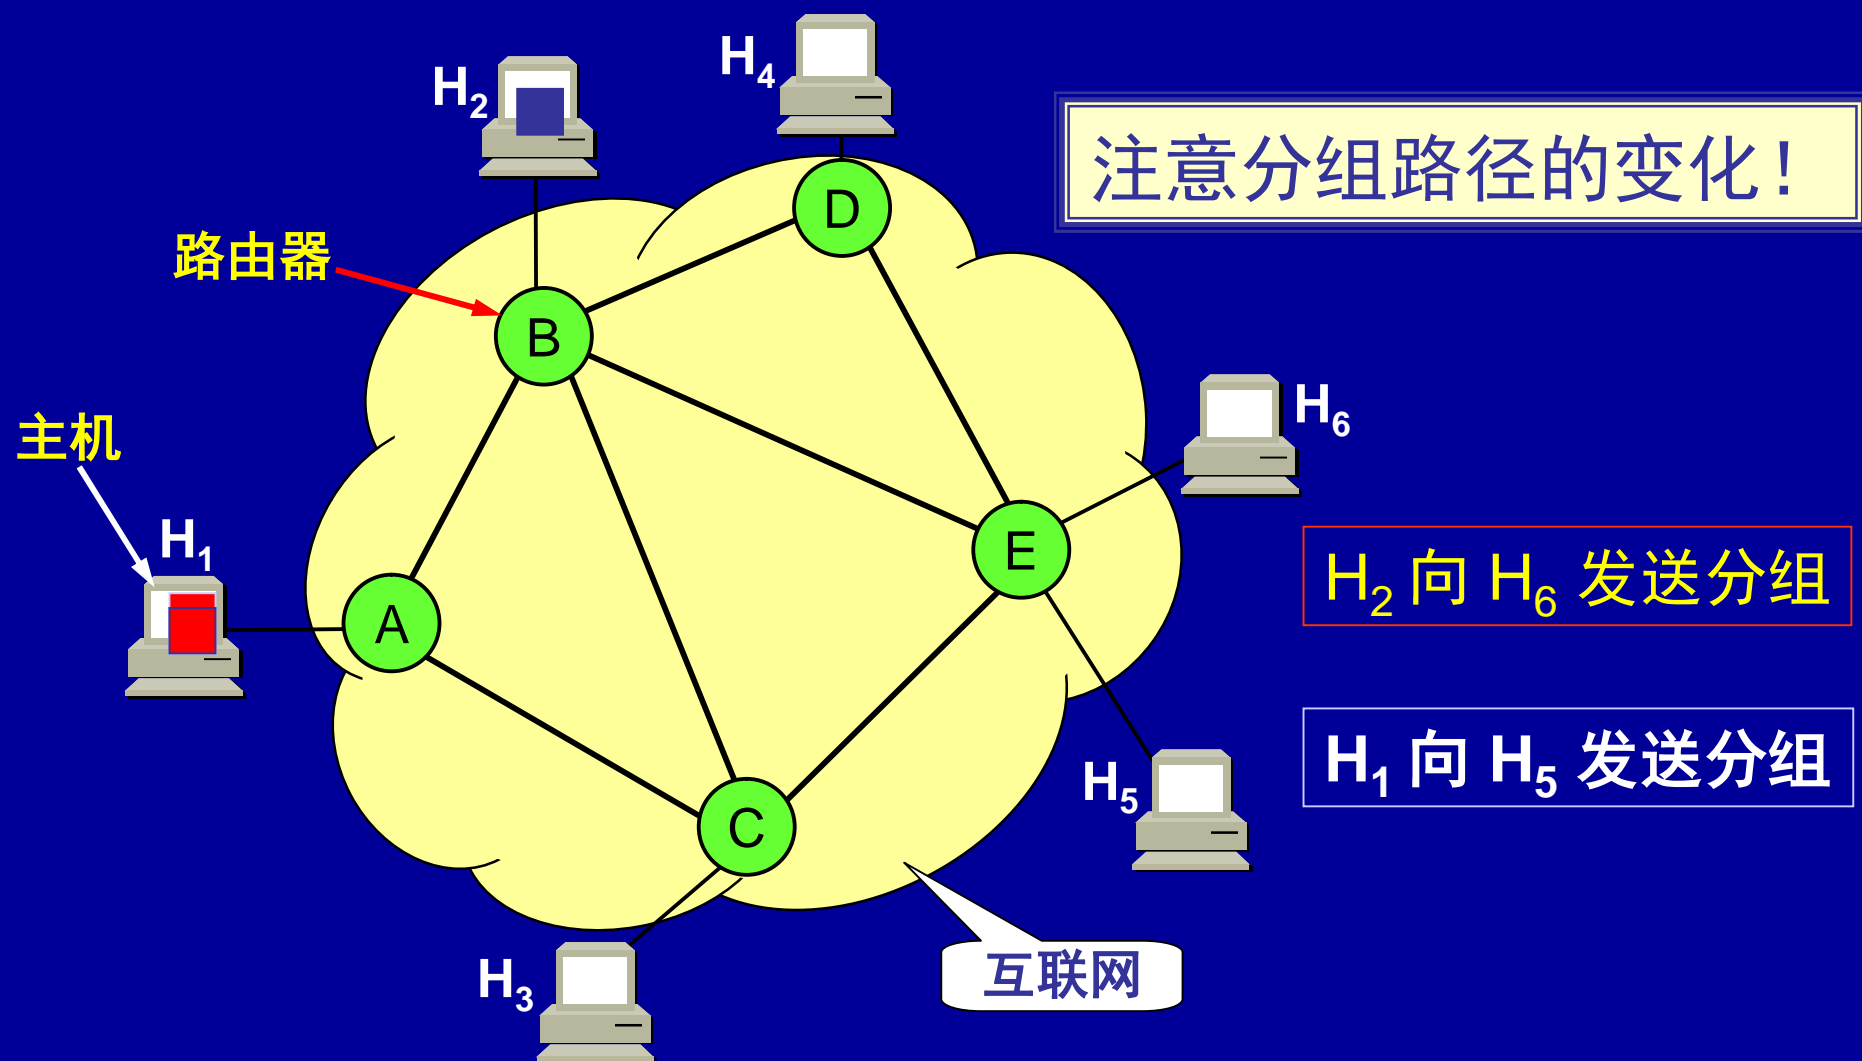 H4
H2
注意分组路径的变化！
D
路由器
B
H6
主机
H1
E
H2 向 H6 发送分组
A
H1 向 H5 发送分组
H5
C
互联网
H3